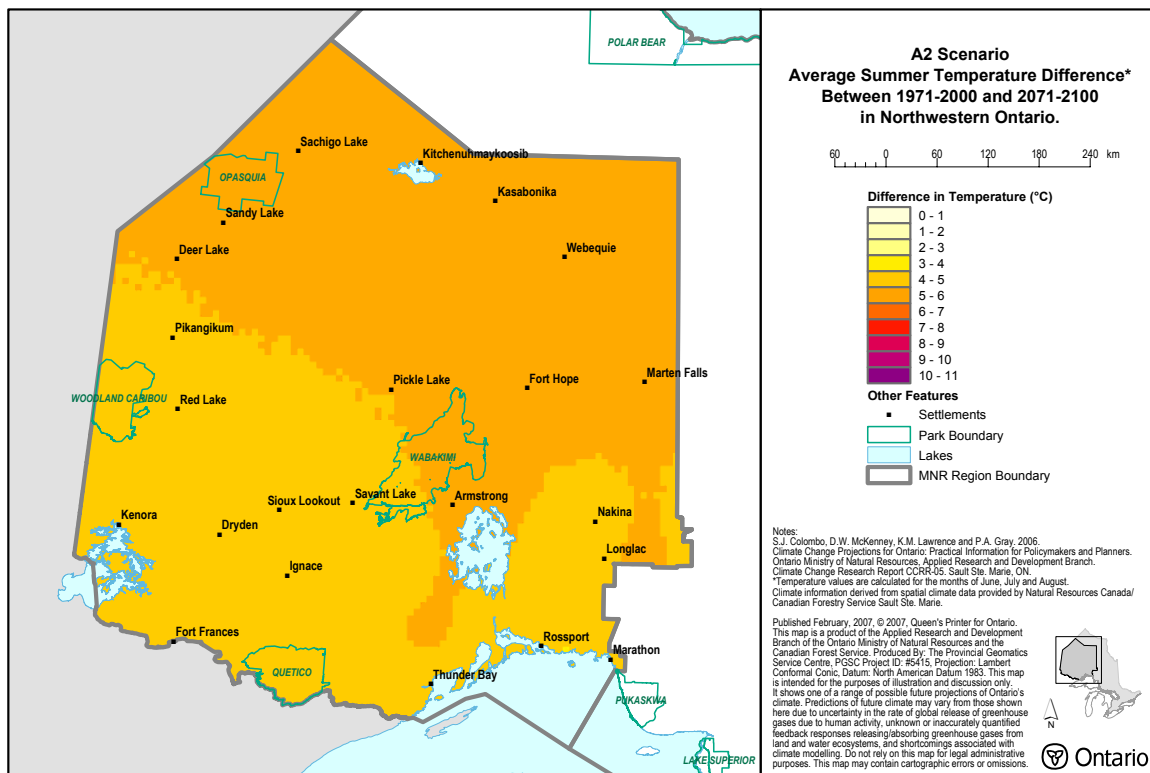 POLAR BEAR
Sachigo Lake
Kitchenuhmaykoosib
OPASQUIA
Kasabonika
Sandy Lake
Deer Lake
Webequie
Pikangikum
Pickle Lake
Fort Hope
Marten Falls
WOODLAND CARIBOU
Red Lake
WABAKIMI
Sioux Lookout
Savant Lake
Armstrong
Kenora
Dryden
Nakina
Ignace
Longlac
Fort Frances
Rossport
Marathon
QUETICO
Thunder Bay
PUKASKWA
LAKE SUPERIOR
A2 Scenario
Average Summer Temperature Difference*
Between 1971-2000 and 2071-2100
in Northwestern Ontario.
60 0 60 120 180 240 km
Difference in Temperature (°C)
0 - 1
1 - 2
2 - 3
3 - 4
4 - 5
5 - 6
6 - 7
7 - 8
8 - 9
9 - 10
10 - 11
Other Features
Settlements
Park Boundary
Lakes
MNR Region Boundary
Notes:
S.J. Colombo, D.W. McKenney, K.M. Lawrence and P.A. Gray. 2006.
Climate Change Projections for Ontario: Practical Information for Policymakers and Planners.
Ontario Ministry of Natural Resources, Applied Research and Development Branch.
Climate Change Research Report CCRR-05. Sault Ste. Marie, ON.
*Temperature values are calculated for the months of June, July and August.
Climate information derived from spatial climate data provided by Natural Resources Canada/
Canadian Forestry Service Sault Ste. Marie.
Published February, 2007, © 2007, Queen's Printer for Ontario.
This map is a product of the Applied Research and Development
Branch of the Ontario Ministry of Natural Resources and the
Canadian Forest Service. Produced By: The Provincial Geomatics
Service Centre, PGSC Project ID: #5415, Projection: Lambert
Conformal Conic, Datum: North American Datum 1983. This map
is intended for the purposes of illustration and discussion only.
It shows one of a range of possible future projections of Ontario's
climate. Predictions of future climate may vary from those shown
here due to uncertainty in the rate of global release of greenhouse
gases due to human activity, unknown or inaccurately quantified
feedback responses releasing/absorbing greenhouse gases from
land and water ecosystems, and shortcomings associated with
climate modelling. Do not rely on this map for legal administrative
purposes. This map may contain cartographic errors or omissions.
N
Ontario